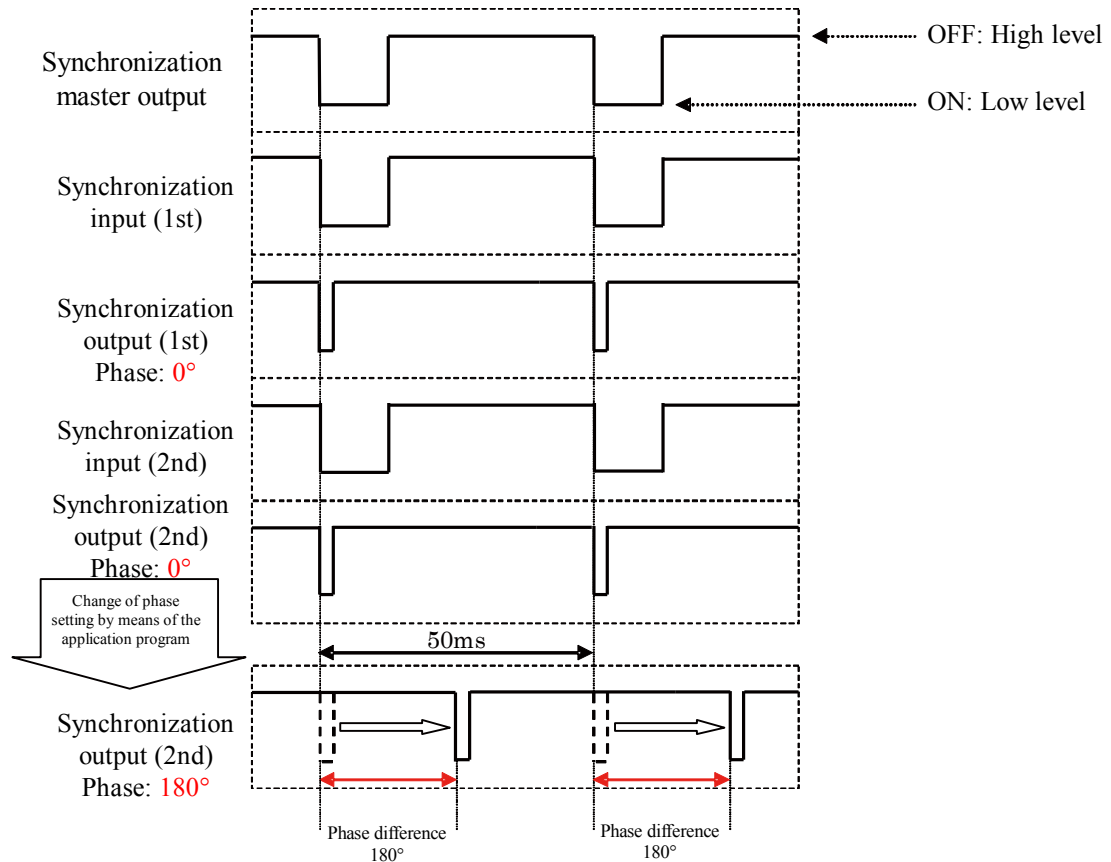 OFF: High level
Synchronization
master output
ON: Low level
Synchronization
input (1st)
Synchronization
output (1st)
Phase: 0°
Synchronization
input (2nd)
Synchronization
output (2nd)
Phase: 0°
Change of phase
setting by means of the
application program
50ms
Synchronization
output (2nd)
Phase: 180°
Phase difference
180°
Phase difference
180°